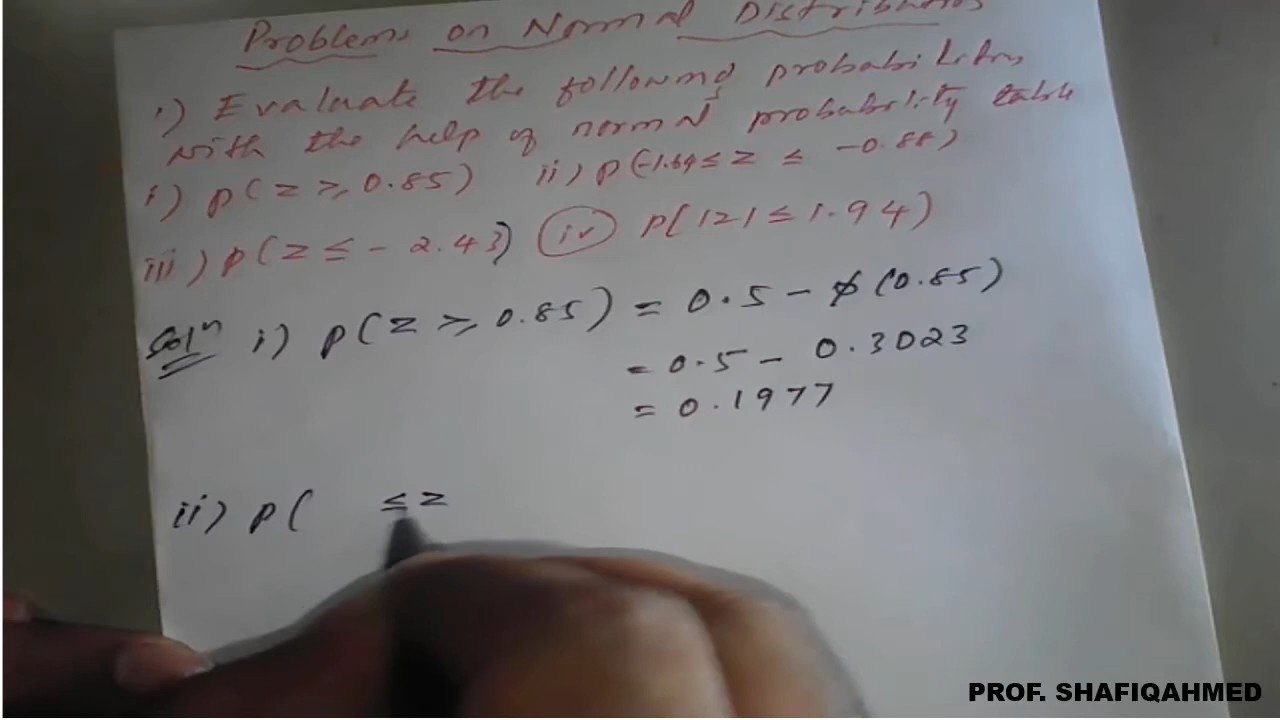 Problems on Normal Distribution
1) Evaluate the following probabilities
with the help of normal probability table
i) P(Z ≥ 0.85) ii) P(-1.64 ≤ Z ≤ -0.88)
iii) P(Z ≤ -2.43) iv) P(|Z| ≤ 1.94)
Solⁿ i) P(Z ≥ 0.85) = 0.5 - φ(0.85)
= 0.5 - 0.3023
= 0.1977
ii) P( ≤ Z
PROF. SHAFIQAHMED